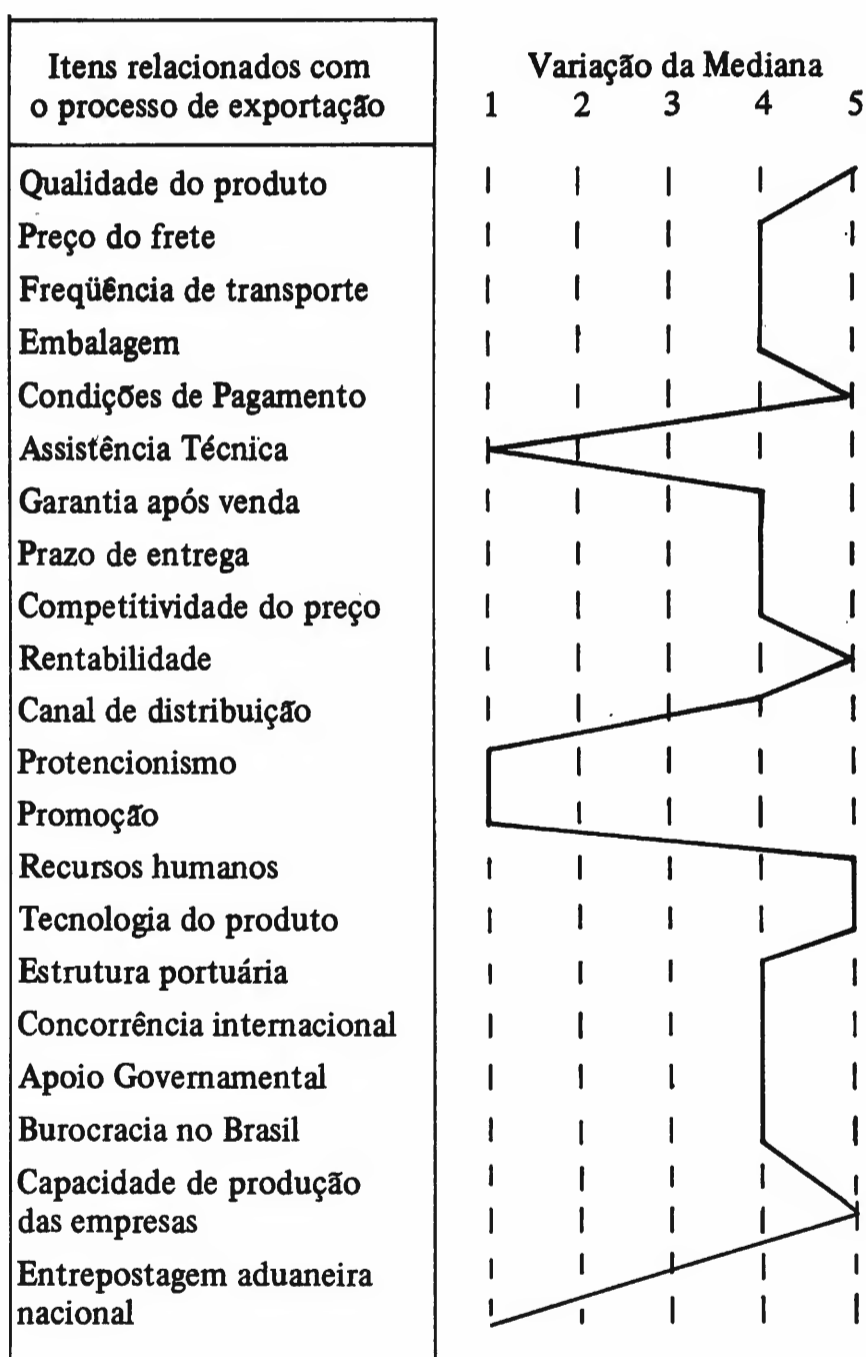 Itens relacionados com
o processo de exportação
Variação da Mediana
1 2 3 4 5
Qualidade do produto
Preço do frete
Freqüência de transporte
Embalagem
Condições de Pagamento
Assistência Técnica
Garantia após venda
Prazo de entrega
Competitividade do preço
Rentabilidade
Canal de distribuição
Protencionismo
Promoção
Recursos humanos
Tecnologia do produto
Estrutura portuária
Concorrência internacional
Apoio Governamental
Burocracia no Brasil
Capacidade de produção
das empresas
Entrepostagem aduaneira
nacional